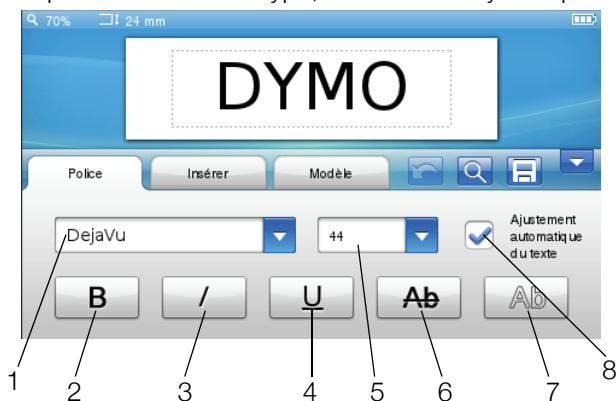 70% 24 mm
DYMO
Police Insérer Modèle
DejaVu 44 Ajustement
automatique
du texte
B I U Ab Ab
1 2 3 4 5 6 7 8